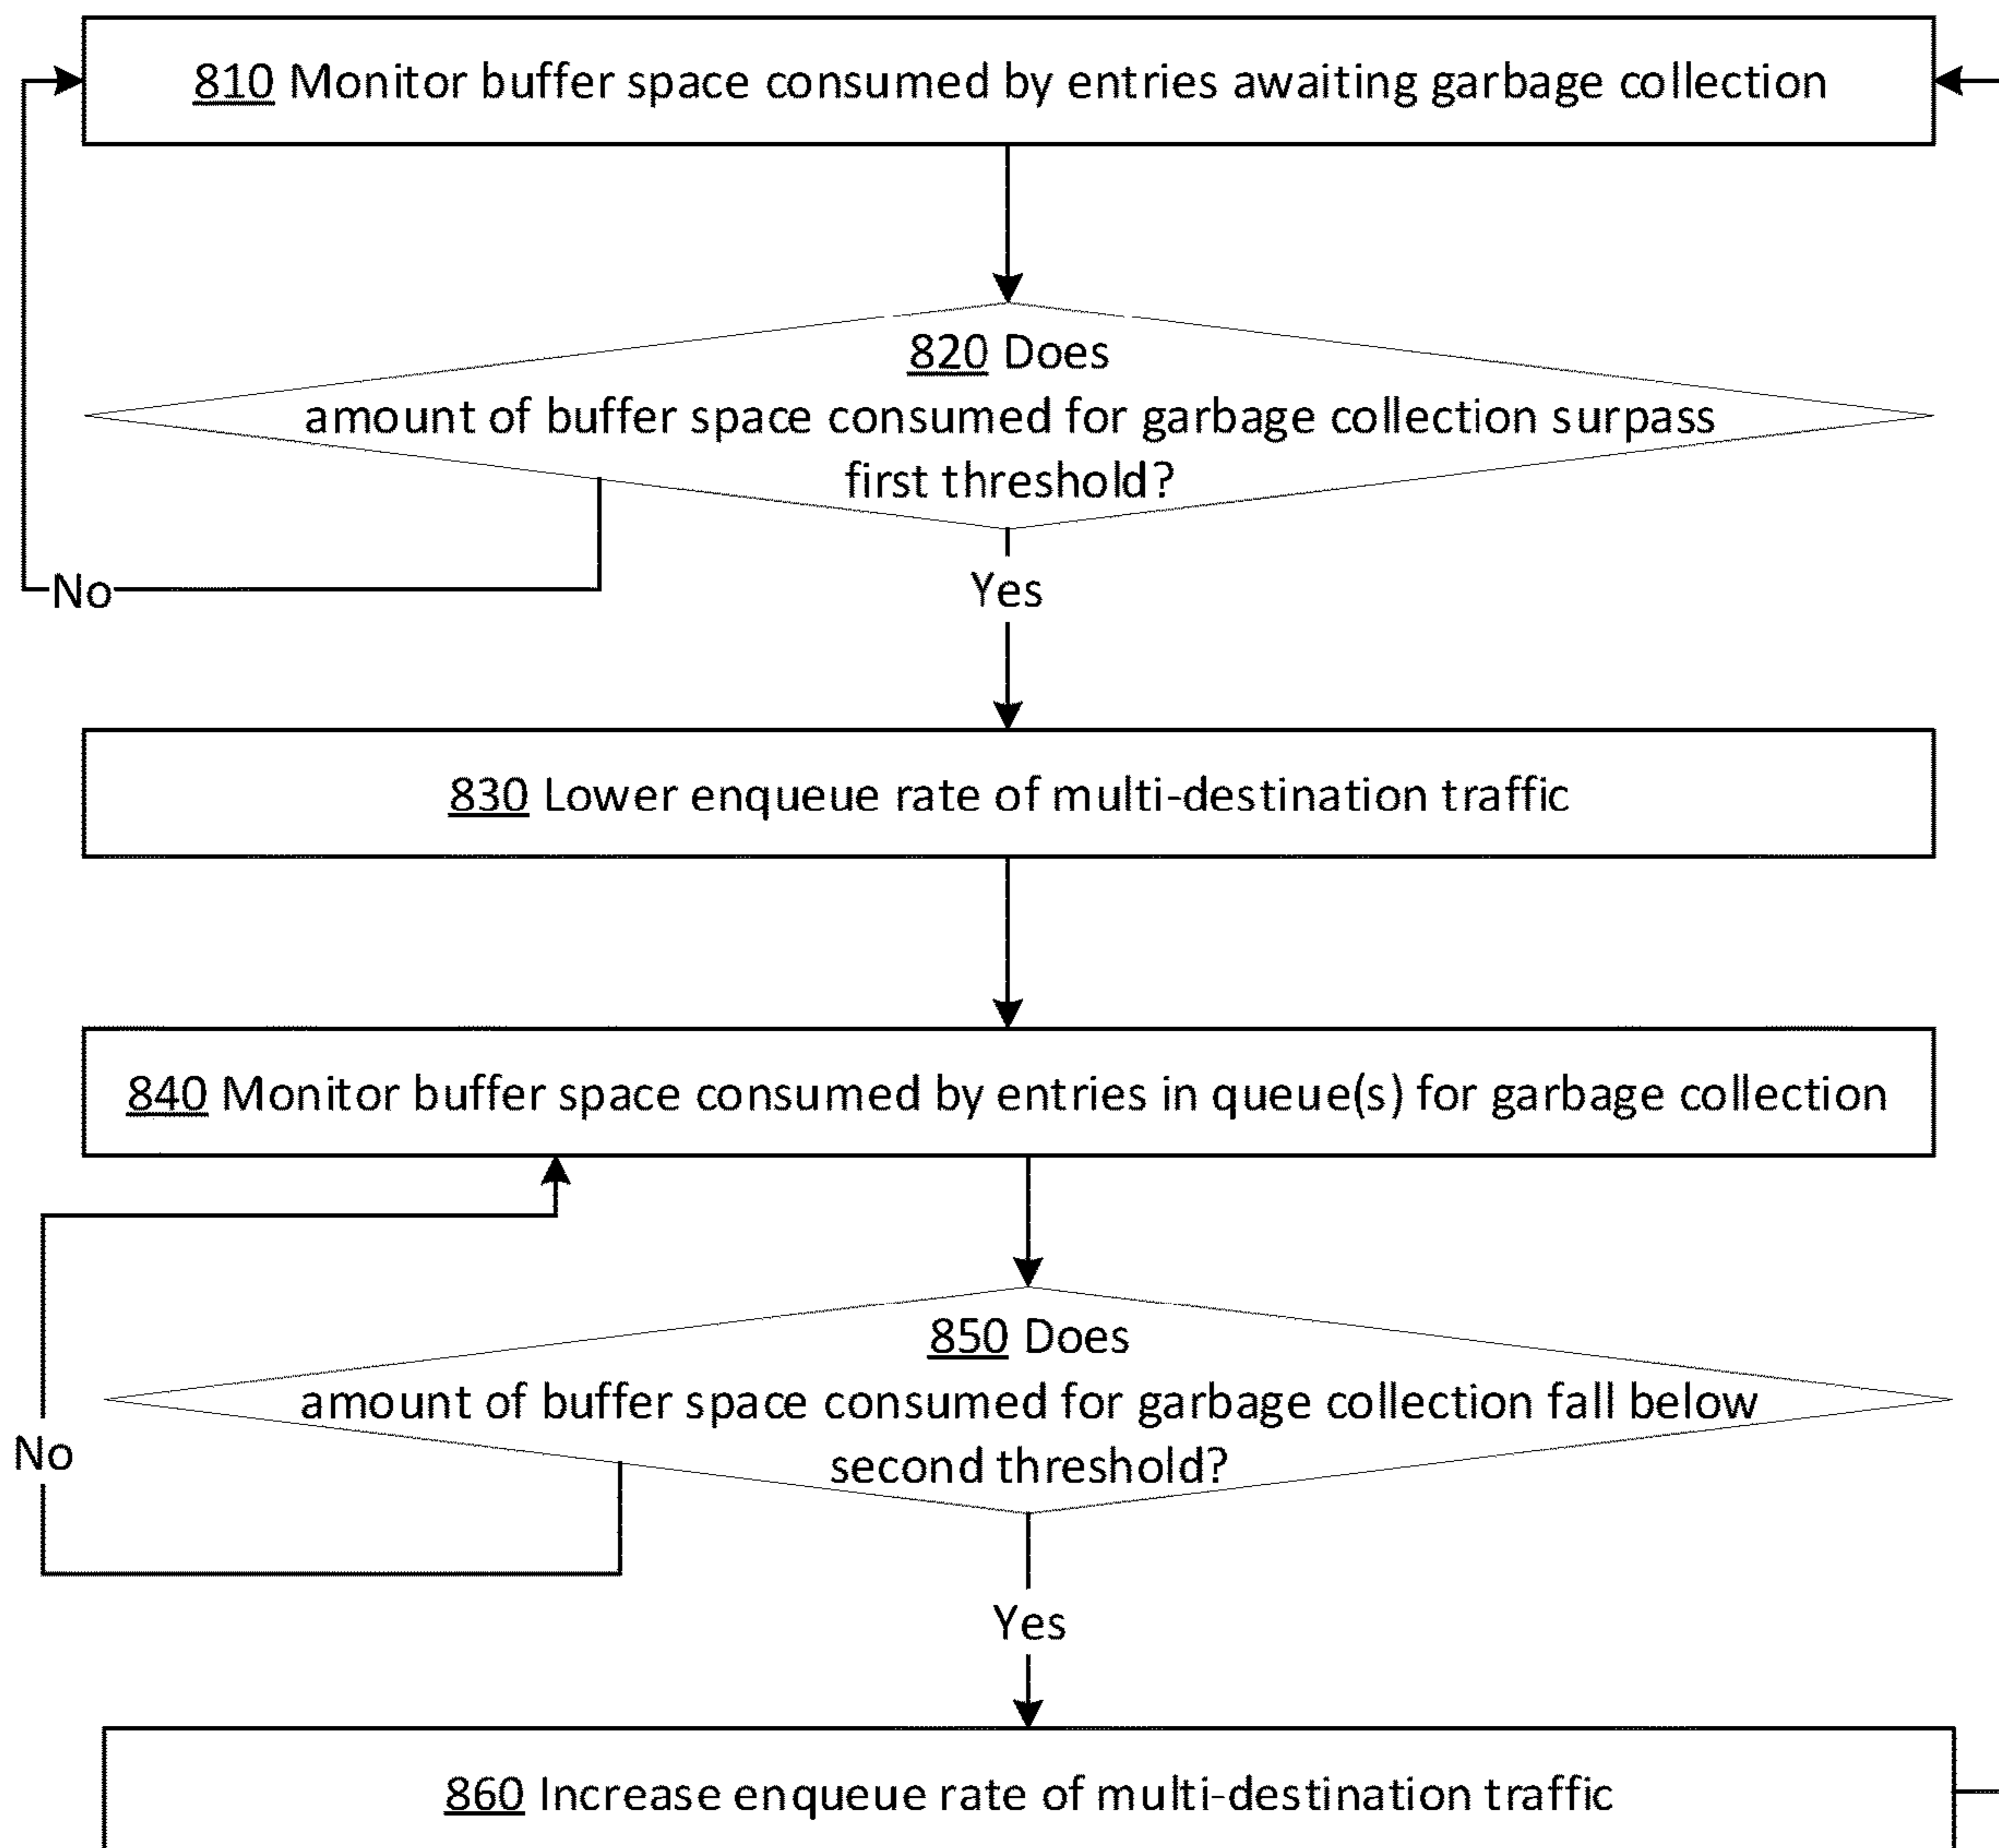 810 Monitor buffer space consumed by entries awaiting garbage collection
820 Does
amount of buffer space consumed for garbage collection surpass
first threshold?
No
Yes
830 Lower enqueue rate of multi-destination traffic
840 Monitor buffer space consumed by entries in queue(s) for garbage collection
850 Does
amount of buffer space consumed for garbage collection fall below
No
second threshold?
Yes
860 Increase enqueue rate of multi-destination traffic